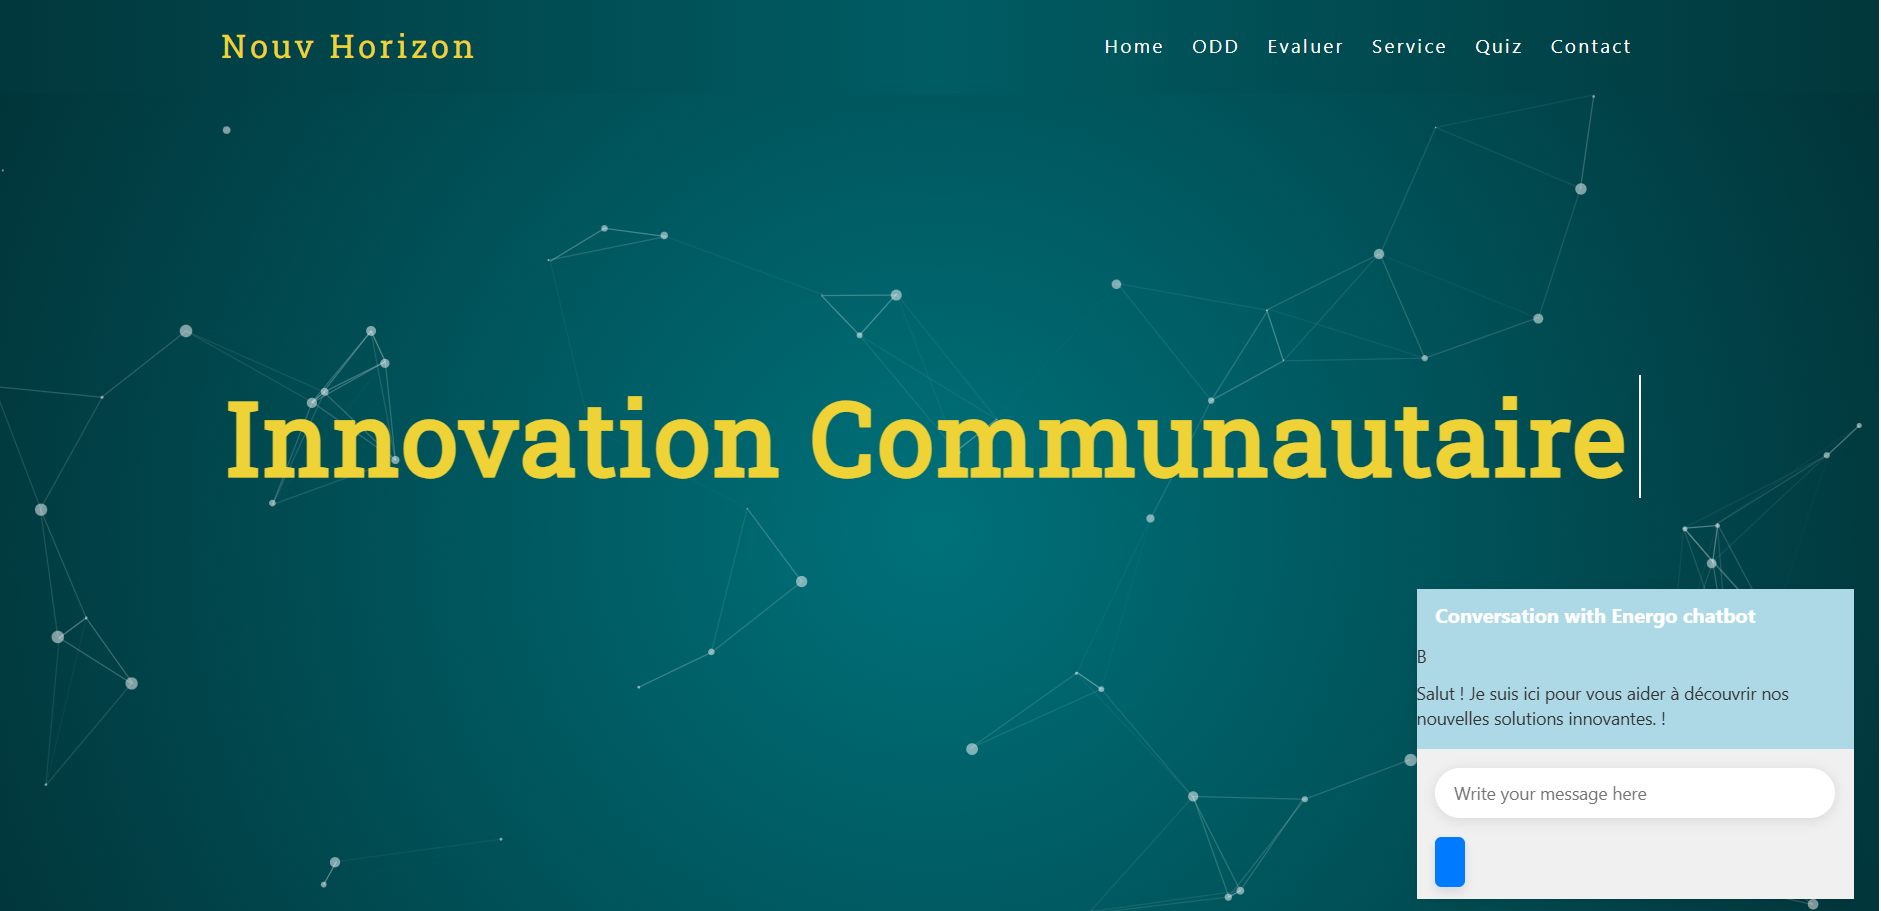 Nouv Horizon
Home ODD Evaluer Service Quiz Contact
Innovation Communautaire
Conversation with Energo chatbot
B
Salut ! Je suis ici pour vous aider à découvrir nos
nouvelles solutions innovantes. !
Write your message here